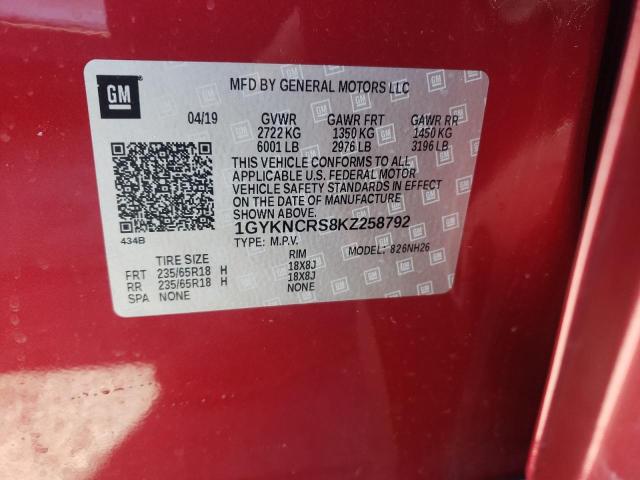 GM
MFD BY GENERAL MOTORS LLC
04/19 GVWR GAWR FRT GAWR RR
2722 KG 1350 KG 1450 KG
6001 LB 2976 LB 3196 LB
THIS VEHICLE CONFORMS TO ALL
APPLICABLE U.S. FEDERAL MOTOR
VEHICLE SAFETY STANDARDS IN EFFECT
ON THE DATE OF MANUFACTURE
SHOWN ABOVE.
1GYKNCRS8KZ258792
434B TYPE: M.P.V. MODEL: 826NH26
TIRE SIZE RIM
FRT 235/65R18 H 18X8J
RR 235/65R18 H 18X8J
SPA NONE NONE